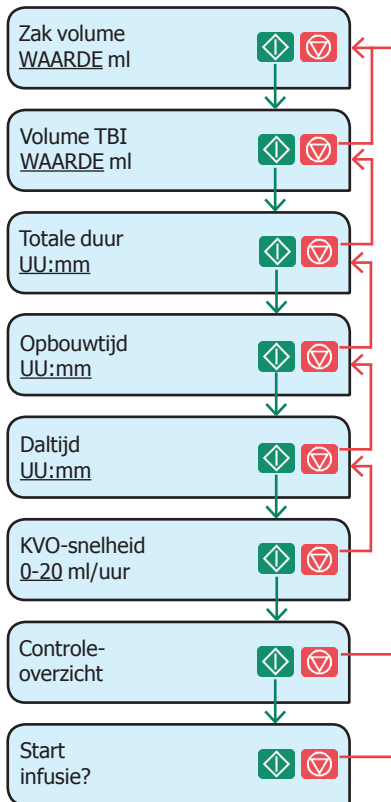 Zak volume
WAARDE ml
Volume TBI
WAARDE ml
Totale duur
UU:mm
Opbouwtijd
UU:mm
Daltijd
UU:mm
KVO-snelheid
0-20 ml/uur
Controle-
overzicht
Start
infusie?